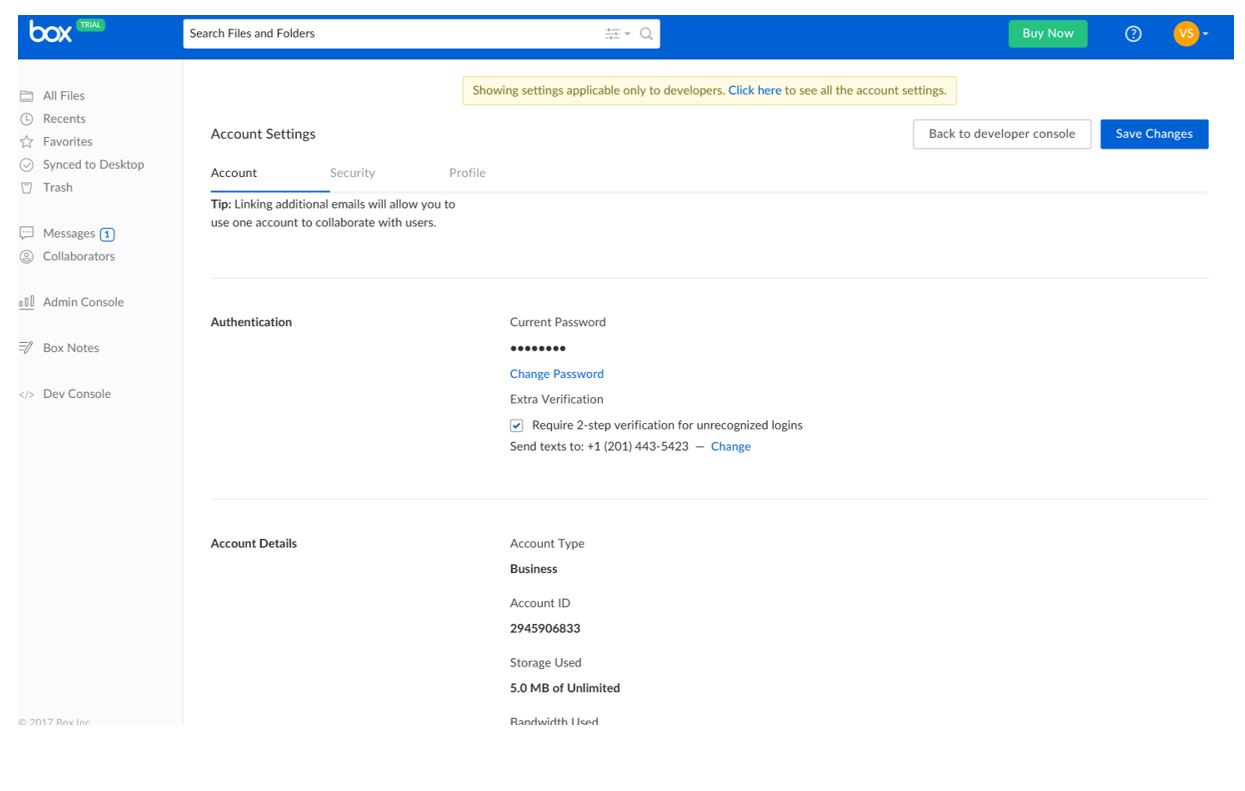 box TRIAL
Search Files and Folders
Buy Now
?
VS
All Files
Recents
Favorites
Synced to Desktop
Trash
Messages 1
Collaborators
Admin Console
Box Notes
</> Dev Console
© 2017 Box Inc
Showing settings applicable only to developers. Click here to see all the account settings.
Account Settings
Back to developer console
Save Changes
Account Security Profile
Tip: Linking additional emails will allow you to
use one account to collaborate with users.
Authentication
Current Password
••••••••
Change Password
Extra Verification
Require 2-step verification for unrecognized logins
Send texts to: +1 (201) 443-5423 — Change
Account Details
Account Type
Business
Account ID
2945906833
Storage Used
5.0 MB of Unlimited
Bandwidth Used